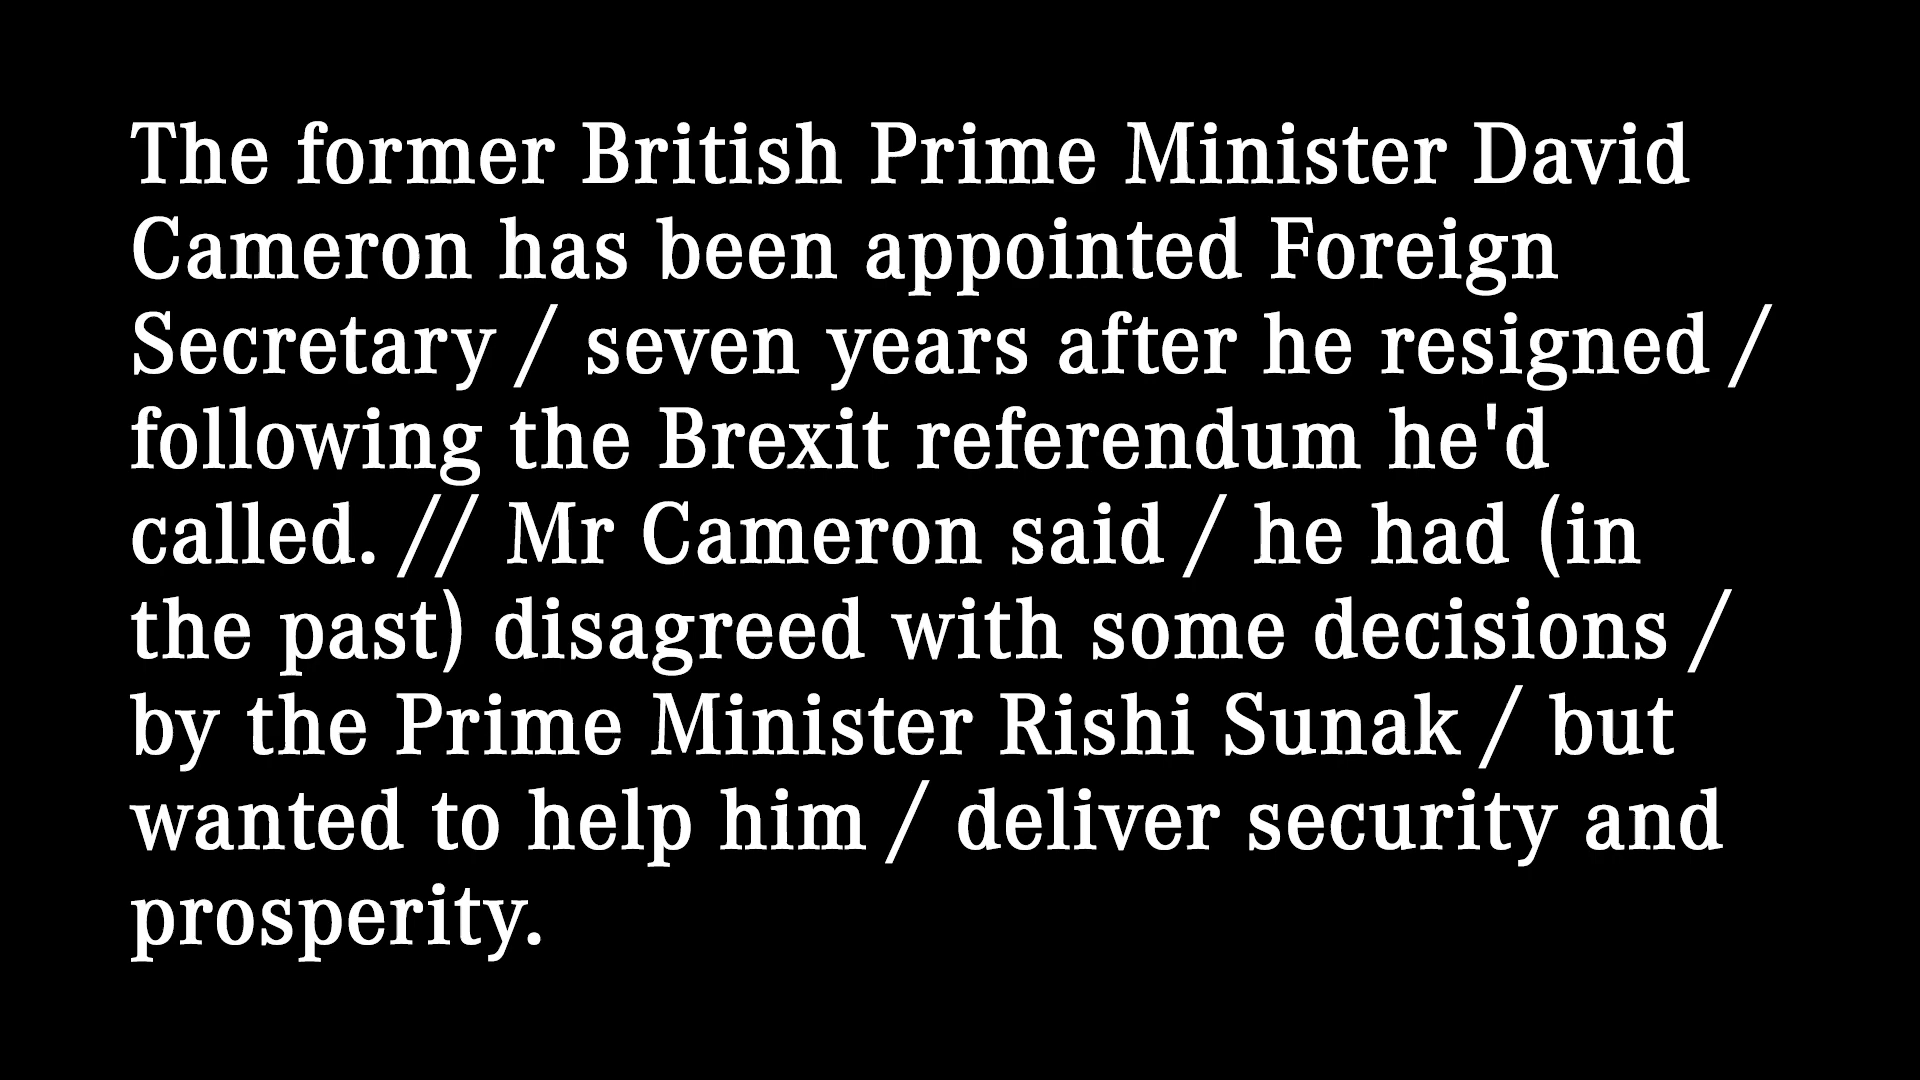 The former British Prime Minister David
Cameron has been appointed Foreign
Secretary / seven years after he resigned /
following the Brexit referendum he'd
called. // Mr Cameron said / he had (in
the past) disagreed with some decisions /
by the Prime Minister Rishi Sunak / but
wanted to help him / deliver security and
prosperity.